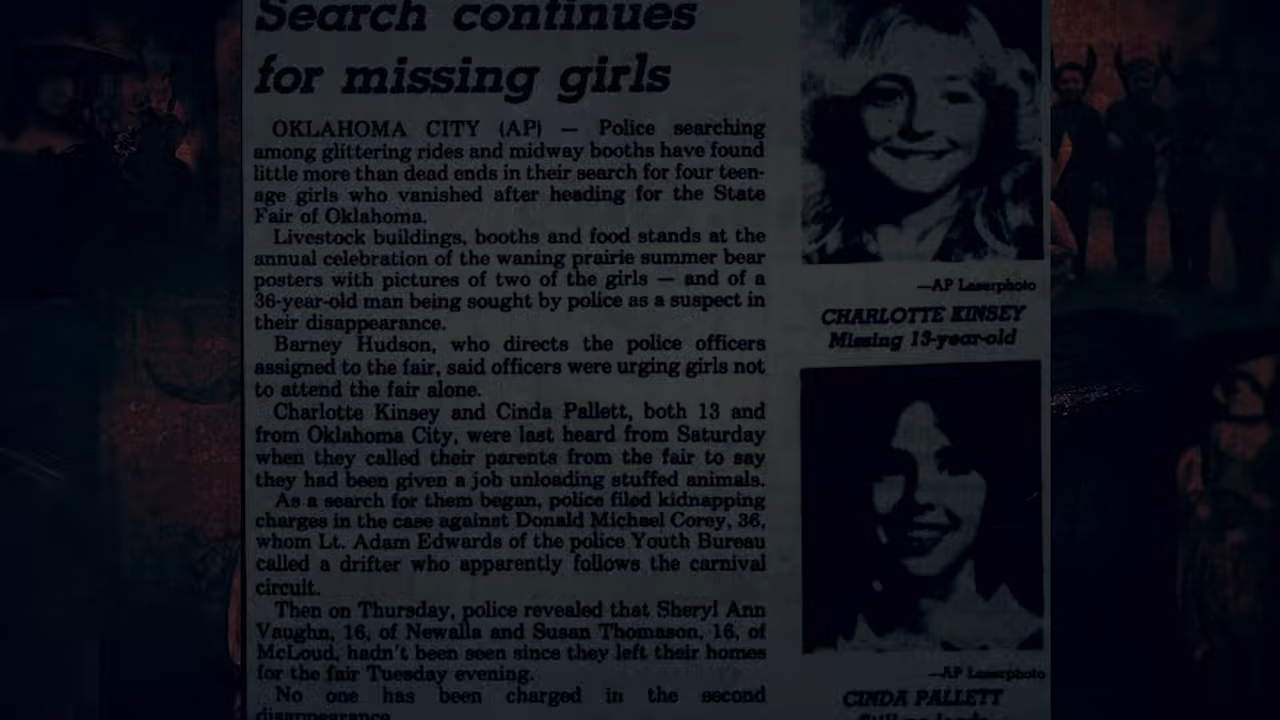 Search continues
for missing girls
OKLAHOMA CITY (AP) — Police searching
among glittering rides and midway booths have found
little more than dead ends in their search for four teen-
age girls who vanished after heading for the State
Fair of Oklahoma.
Livestock buildings, booths and food stands at the
annual celebration of the waning prairie summer bear
posters with pictures of two of the girls — and of a
36-year-old man being sought by police as a suspect in
their disappearance.
Barney Hudson, who directs the police officers
assigned to the fair, said officers were urging girls not
to attend the fair alone.
Charlotte Kinsey and Cinda Pallett, both 13 and
from Oklahoma City, were last heard from Saturday
when they called their parents from the fair to say
they had been given a job unloading stuffed animals.
As a search for them began, police filed kidnapping
charges in the case against Donald Michael Corey, 36,
whom Lt. Adam Edwards of the police Youth Bureau
called a drifter who apparently follows the carnival
circuit.
Then on Thursday, police revealed that Sheryl Ann
Vaughn, 16, of Newalla and Susan Thomason, 16, of
McLoud, hadn't been seen since they left their homes
for the fair Tuesday evening.
No one has been charged in the second
disappearance.
—AP Laserphoto
CHARLOTTE KINSEY
Missing 13-year-old
—AP Laserphoto
CINDA PALLETT